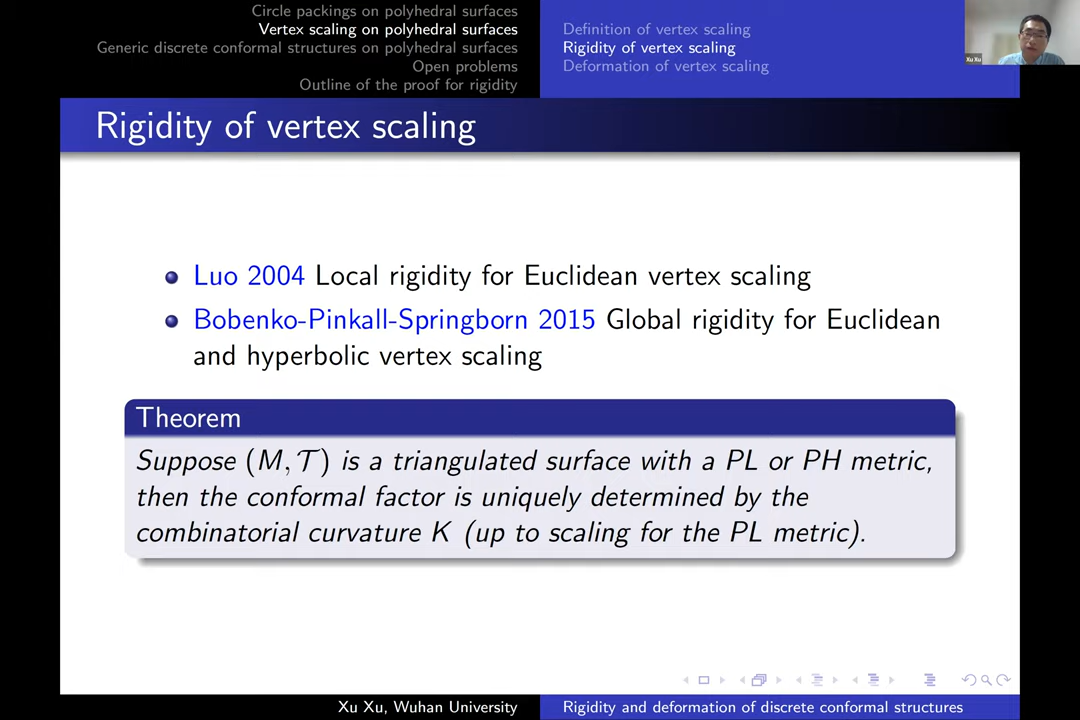 Circle packings on polyhedral surfaces
Vertex scaling on polyhedral surfaces
Generic discrete conformal structures on polyhedral surfaces
Open problems
Outline of the proof for rigidity
Definition of vertex scaling
Rigidity of vertex scaling
Deformation of vertex scaling
Xu Xu
Rigidity of vertex scaling
Luo 2004 Local rigidity for Euclidean vertex scaling
Bobenko-Pinkall-Springborn 2015 Global rigidity for Euclidean
and hyperbolic vertex scaling
Theorem
Suppose (M, 𝒯) is a triangulated surface with a PL or PH metric,
then the conformal factor is uniquely determined by the
combinatorial curvature K (up to scaling for the PL metric).
Xu Xu, Wuhan University
Rigidity and deformation of discrete conformal structures